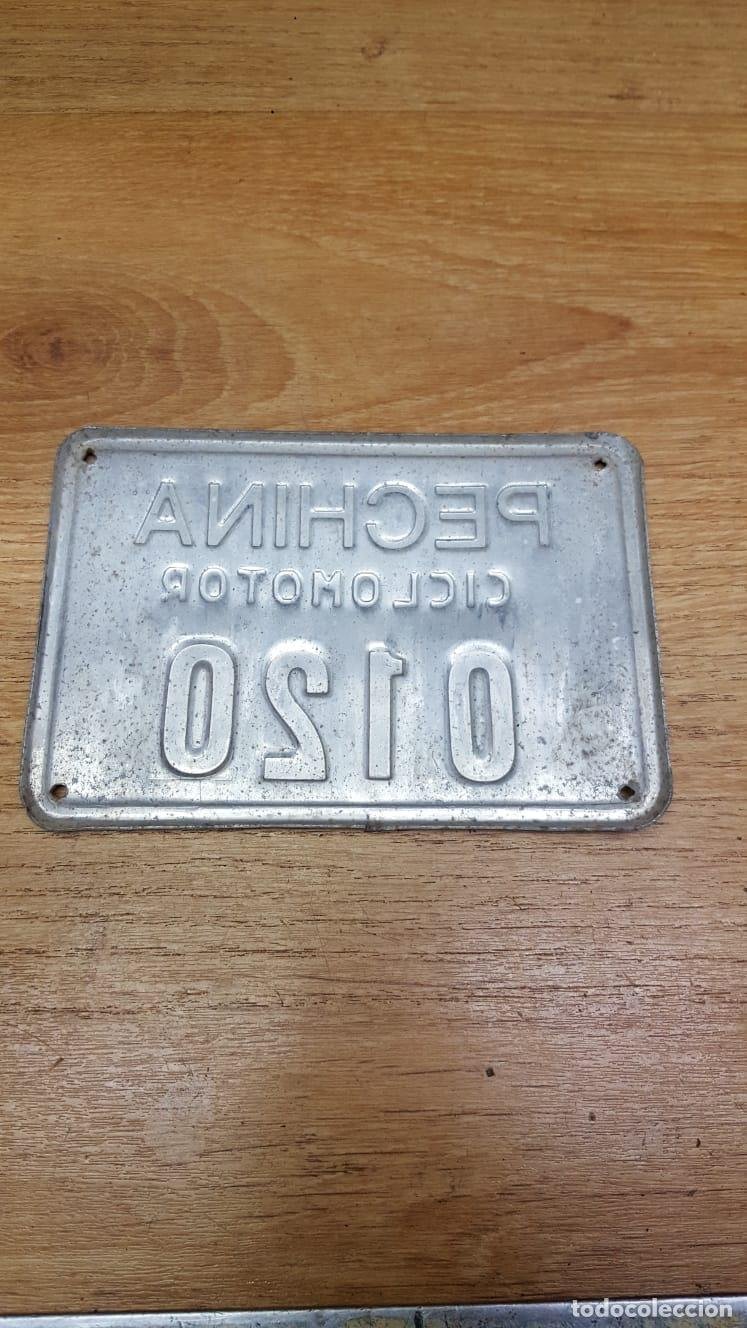 PECHINA
CICLOMOTOR
0120
todocoleccion